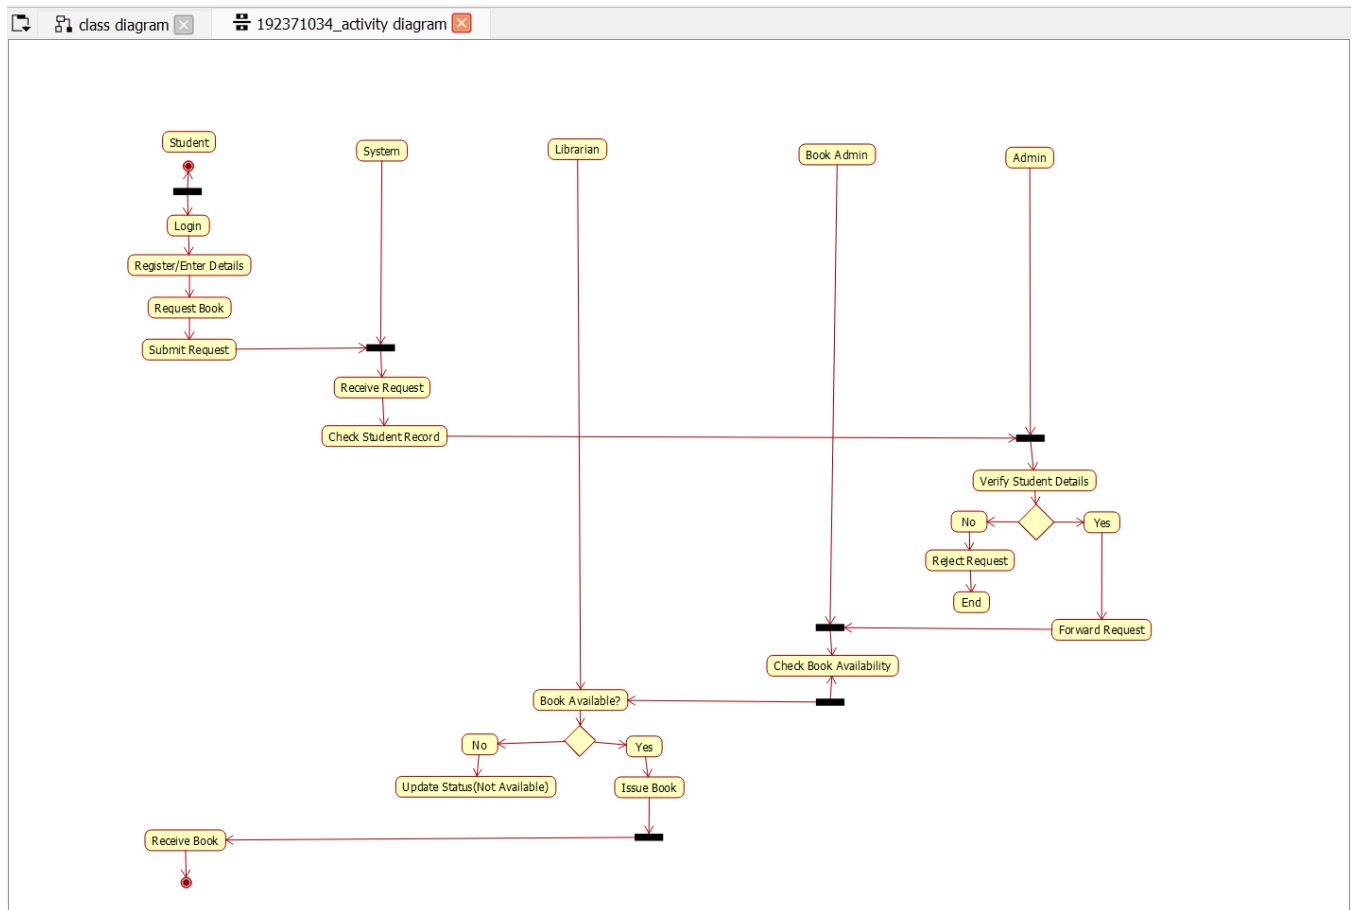 class diagram
192371034_activity diagram
Student
System
Librarian
Book Admin
Admin
Login
Register/Enter Details
Request Book
Submit Request
Receive Request
Check Student Record
Verify Student Details
No
Yes
Reject Request
End
Forward Request
Check Book Availability
Book Available?
No
Yes
Update Status(Not Available)
Issue Book
Receive Book